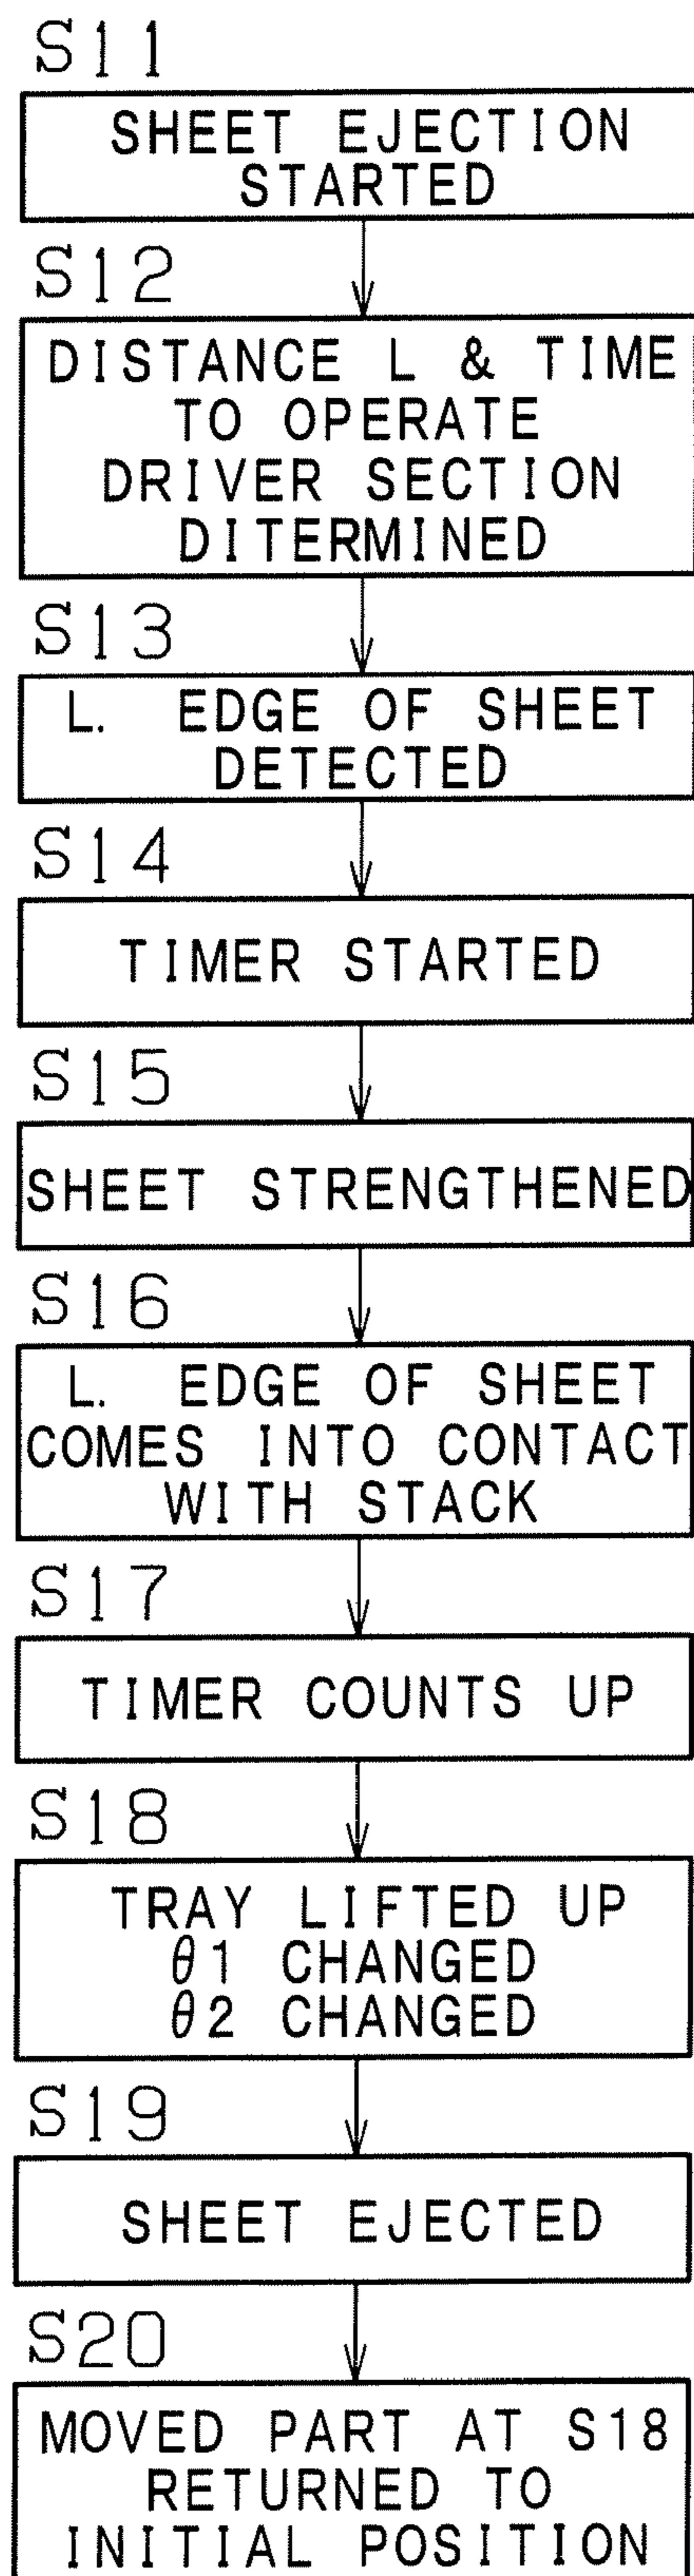 S11
SHEET EJECTION
STARTED
S12
DISTANCE L & TIME
TO OPERATE
DRIVER SECTION
DITERMINED
S13
L. EDGE OF SHEET
DETECTED
S14
TIMER STARTED
S15
SHEET STRENGTHENED
S16
L. EDGE OF SHEET
COMES INTO CONTACT
WITH STACK
S17
TIMER COUNTS UP
S18
TRAY LIFTED UP
θ1 CHANGED
θ2 CHANGED
S19
SHEET EJECTED
S20
MOVED PART AT S18
RETURNED TO
INITIAL POSITION